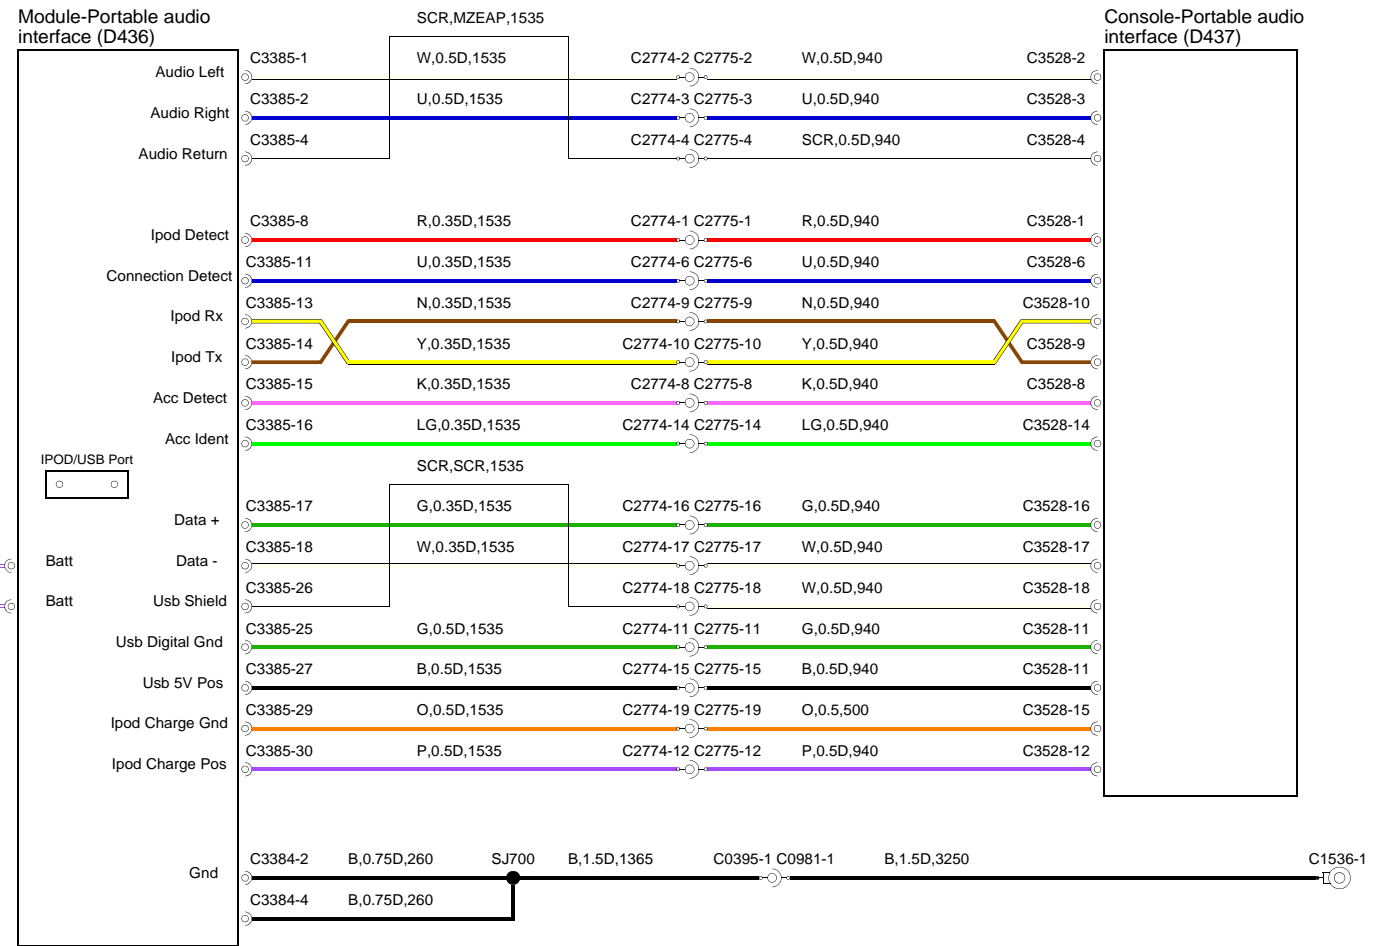 Module-Portable audio
interface (D436)
SCR,MZEAP,1535
Console-Portable audio
interface (D437)
Audio Left C3385-1 W,0.5D,1535 C2774-2 C2775-2 W,0.5D,940 C3528-2
Audio Right C3385-2 U,0.5D,1535 C2774-3 C2775-3 U,0.5D,940 C3528-3
Audio Return C3385-4 C2774-4 C2775-4 SCR,0.5D,940 C3528-4
Ipod Detect C3385-8 R,0.35D,1535 C2774-1 C2775-1 R,0.5D,940 C3528-1
Connection Detect C3385-11 U,0.35D,1535 C2774-6 C2775-6 U,0.5D,940 C3528-6
Ipod Rx C3385-13 N,0.35D,1535 C2774-9 C2775-9 N,0.5D,940 C3528-10
Ipod Tx C3385-14 Y,0.35D,1535 C2774-10 C2775-10 Y,0.5D,940 C3528-9
Acc Detect C3385-15 K,0.35D,1535 C2774-8 C2775-8 K,0.5D,940 C3528-8
Acc Ident C3385-16 LG,0.35D,1535 C2774-14 C2775-14 LG,0.5D,940 C3528-14
IPOD/USB Port
SCR,SCR,1535
Data + C3385-17 G,0.35D,1535 C2774-16 C2775-16 G,0.5D,940 C3528-16
Batt Data - C3385-18 W,0.35D,1535 C2774-17 C2775-17 W,0.5D,940 C3528-17
Batt Usb Shield C3385-26 C2774-18 C2775-18 W,0.5D,940 C3528-18
Usb Digital Gnd C3385-25 G,0.5D,1535 C2774-11 C2775-11 G,0.5D,940 C3528-11
Usb 5V Pos C3385-27 B,0.5D,1535 C2774-15 C2775-15 B,0.5D,940 C3528-11
Ipod Charge Gnd C3385-29 O,0.5D,1535 C2774-19 C2775-19 O,0.5,500 C3528-15
Ipod Charge Pos C3385-30 P,0.5D,1535 C2774-12 C2775-12 P,0.5D,940 C3528-12
Gnd C3384-2 B,0.75D,260 SJ700 B,1.5D,1365 C0395-1 C0981-1 B,1.5D,3250 C1536-1
C3384-4 B,0.75D,260